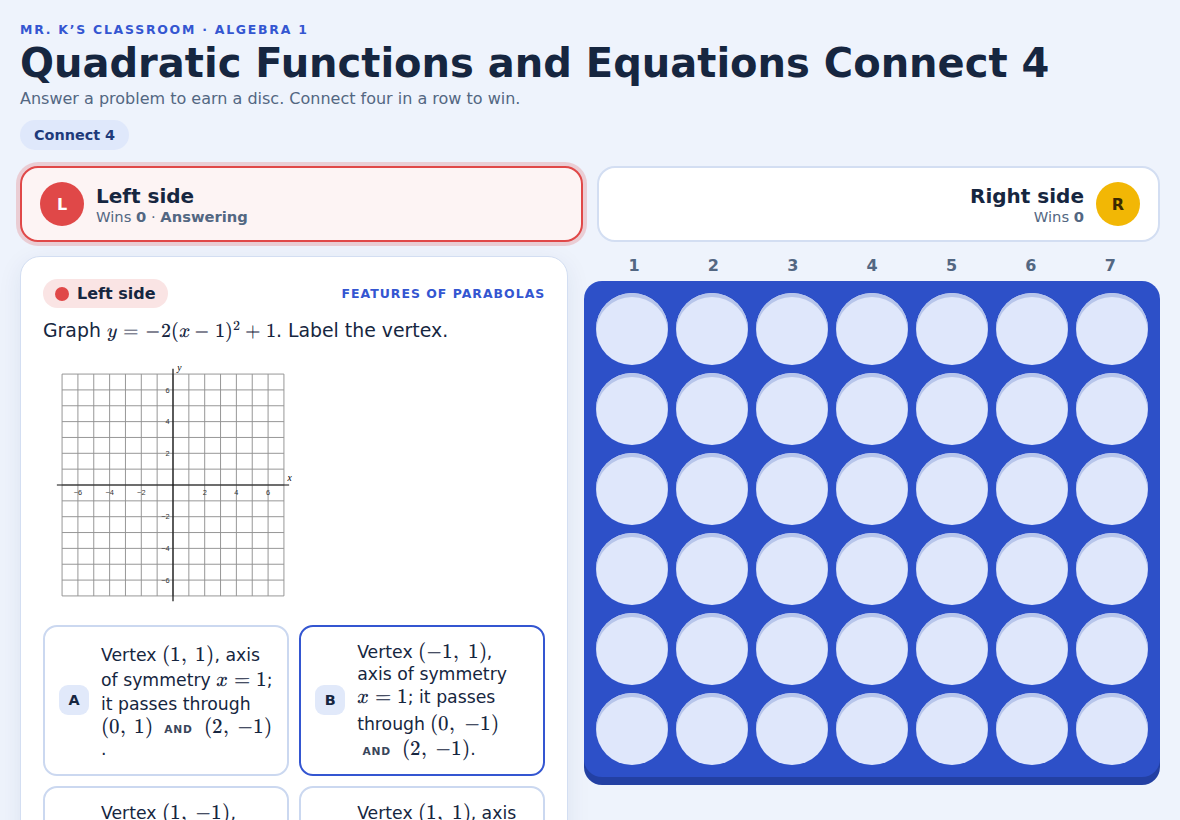 MR. K’S CLASSROOM · ALGEBRA 1
Quadratic Functions and Equations Connect 4
Answer a problem to earn a disc. Connect four in a row to win.
Connect 4
L
Left side
Wins 0 · Answering
Right side
Wins 0
R
Left side
FEATURES OF PARABOLAS
Graph y = −2(x − 1)² + 1. Label the vertex.
y
6
4
2
x
−6 −4 −2 2 4 6
−2
−4
−6
A
Vertex (1, 1), axis
of symmetry x = 1;
it passes through
(0, 1) AND (2, −1)
.
B
Vertex (−1, 1),
axis of symmetry
x = 1; it passes
through (0, −1)
AND (2, −1).
Vertex (1, −1),
Vertex (1, 1), axis
1 2 3 4 5 6 7